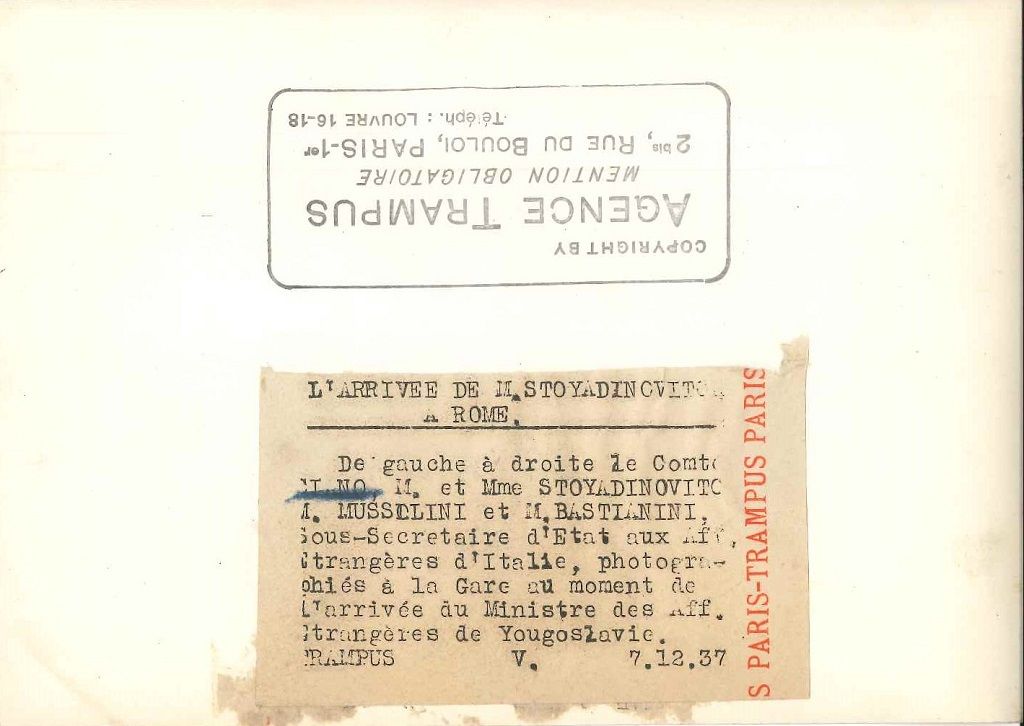 COPYRIGHT BY
AGENCE TRAMPUS
MENTION OBLIGATOIRE
2bis, RUE DU BOULOI, PARIS-1er
Téléph. : LOUVRE 16-18
L'ARRIVEE DE M.STOYADINOVITC
A ROME.
De gauche à droite le Comte
CIANO, M. et Mme STOYADINOVITC
M. MUSSOLINI et M.BASTIANINI,
Sous-Secretaire d'Etat aux Aff.
Etrangères d'Italie, photogra-
phiés à la Gare au moment de
L'arrivée du Ministre des Aff.
Etrangères de Yougoslavie.
TRAMPUS V. 7.12.37
S PARIS-TRAMPUS PARIS